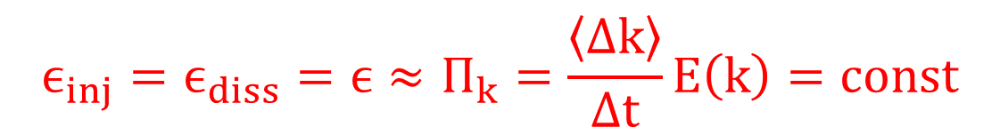 ϵ_inj = ϵ_diss = ϵ ≈ Π_k = ⟨Δk⟩/Δt E(k) = const